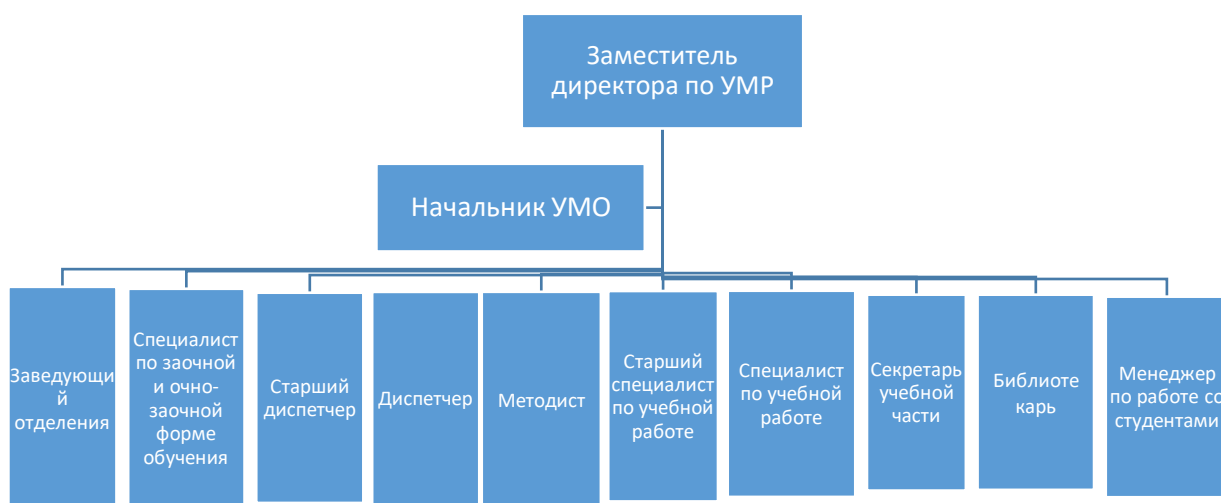 Заместитель
директора по УМР
Начальник УМО
Заведующи
й
отделения
Специалист
по заочной
и очно-
заочной
форме
обучения
Старший
диспетчер
Диспетчер
Методист
Старший
специалист
по учебной
работе
Специалист
по учебной
работе
Секретарь
учебной
части
Библиоте
карь
Менеджер
по работе со
студентами